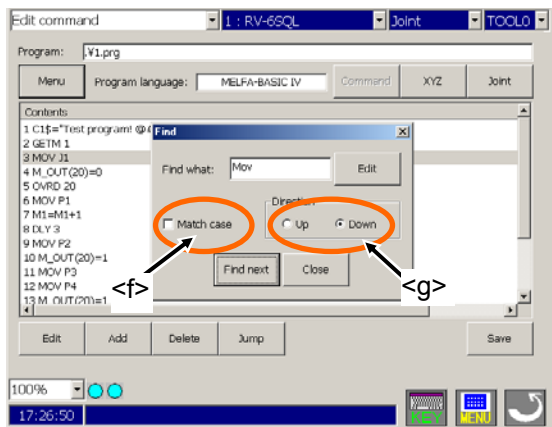 Edit command 1 : RV-6SQL Joint TOOL0
Program: .¥1.prg
Menu Program language: MELFA-BASIC IV Command XYZ Joint
Contents
1 C1$="Test program! @
2 GETM 1
3 MOV J1
4 M_OUT(20)=0
5 OVRD 20
6 MOV P1
7 M1=M1+1
8 DLY 3
9 MOV P2
10 M_OUT(20)=1
11 MOV P3
12 MOV P4
13 M_OUT(20)=1
Find
Find what: Mov Edit
Direction
Match case Up Down
Find next Close
<f> <g>
Edit Add Delete Jump Save
100%
17:26:50 KEY MENU